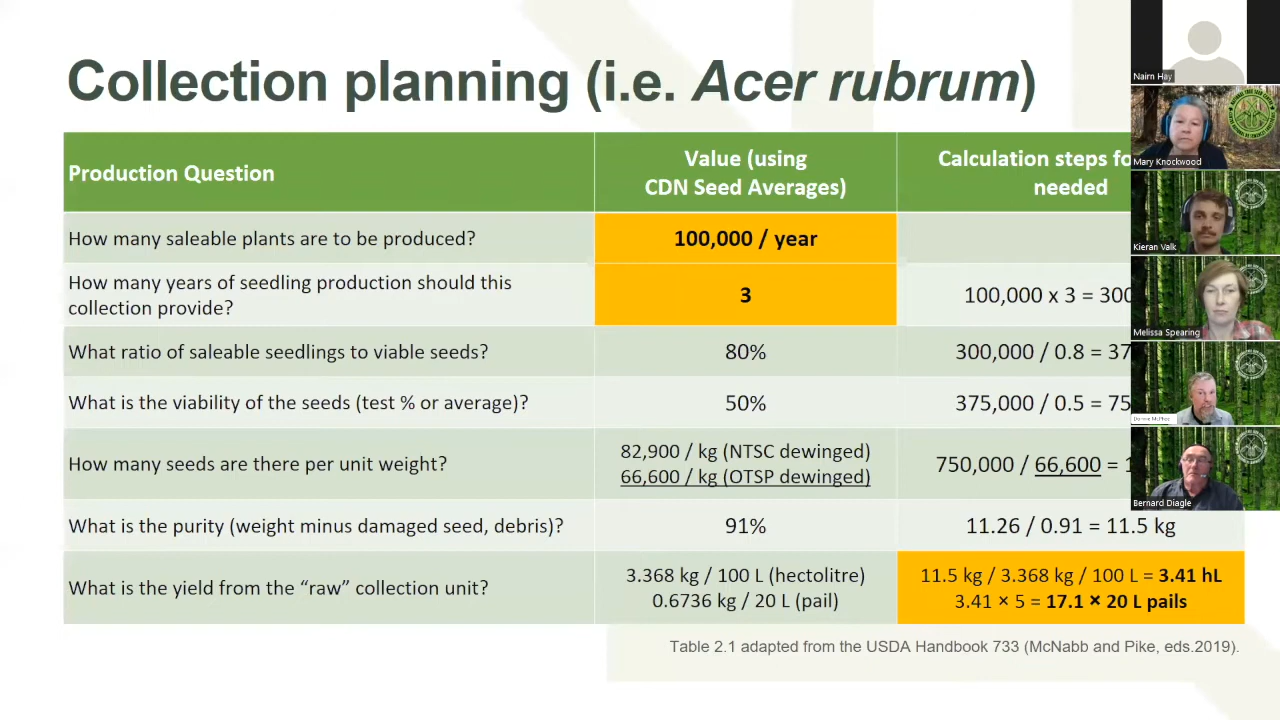 Collection planning (i.e. Acer rubrum)
Nairn Hay
Mary Knockwood
Kieran Valk
Melissa Spearing
Bernard Diagle
Production Question
Value (using
CDN Seed Averages)
Calculation steps
needed
How many saleable plants are to be produced?
100,000 / year
How many years of seedling production should this
collection provide?
3
100,000 x 3 = 300
What ratio of saleable seedlings to viable seeds?
80%
300,000 / 0.8 = 37
What is the viability of the seeds (test % or average)?
50%
375,000 / 0.5 = 75
How many seeds are there per unit weight?
82,900 / kg (NTSC dewinged)
66,600 / kg (OTSP dewinged)
750,000 / 66,600 = 1
What is the purity (weight minus damaged seed, debris)?
91%
11.26 / 0.91 = 11.5 kg
What is the yield from the “raw” collection unit?
3.368 kg / 100 L (hectolitre)
0.6736 kg / 20 L (pail)
11.5 kg / 3.368 kg / 100 L = 3.41 hL
3.41 × 5 = 17.1 × 20 L pails
Table 2.1 adapted from the USDA Handbook 733 (McNabb and Pike, eds.2019).